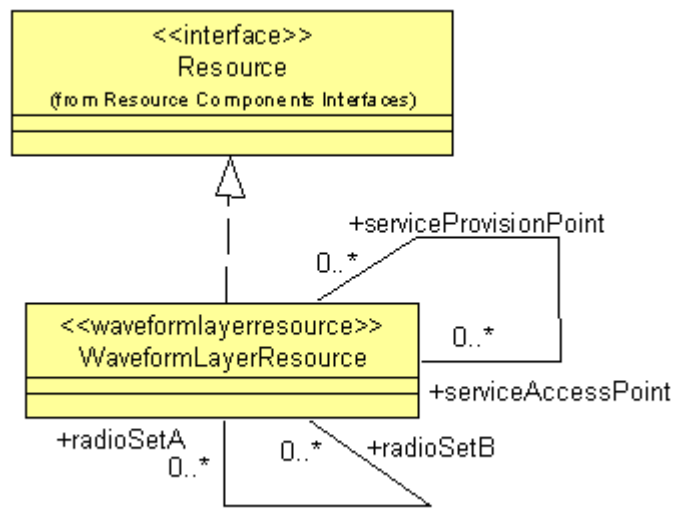 <<interface>>
Resource
(from Resource Components Interfaces)
+serviceProvisionPoint
0..*
<<waveformlayerresource>>
WaveformLayerResource
0..*
+serviceAccessPoint
+radioSetA
0..*
0..*
+radioSetB